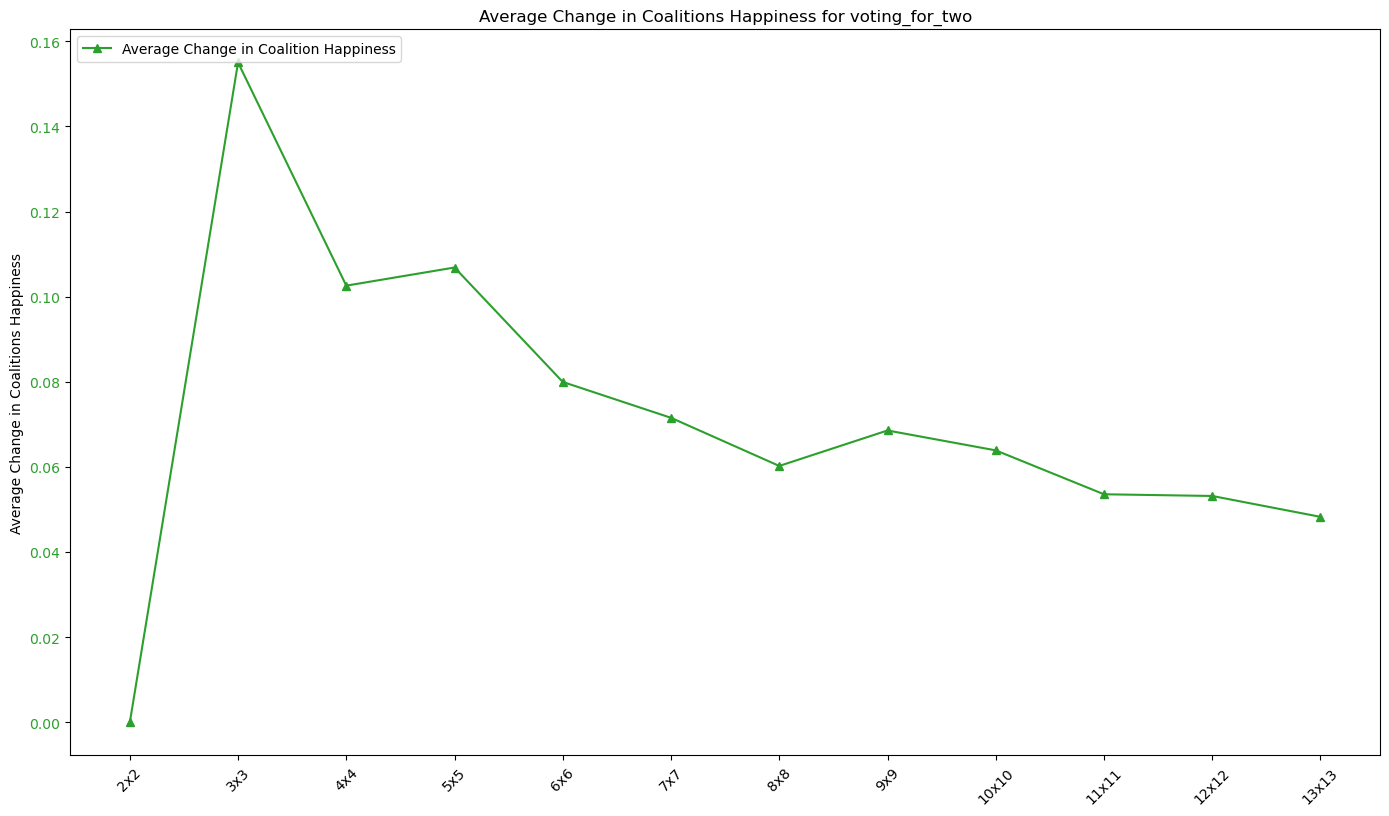 Average Change in Coalitions Happiness for voting_for_two
Average Change in Coalition Happiness
Average Change in Coalitions Happiness
0.16
0.14
0.12
0.10
0.08
0.06
0.04
0.02
0.00
2x2
3x3
4x4
5x5
6x6
7x7
8x8
9x9
10x10
11x11
12x12
13x13